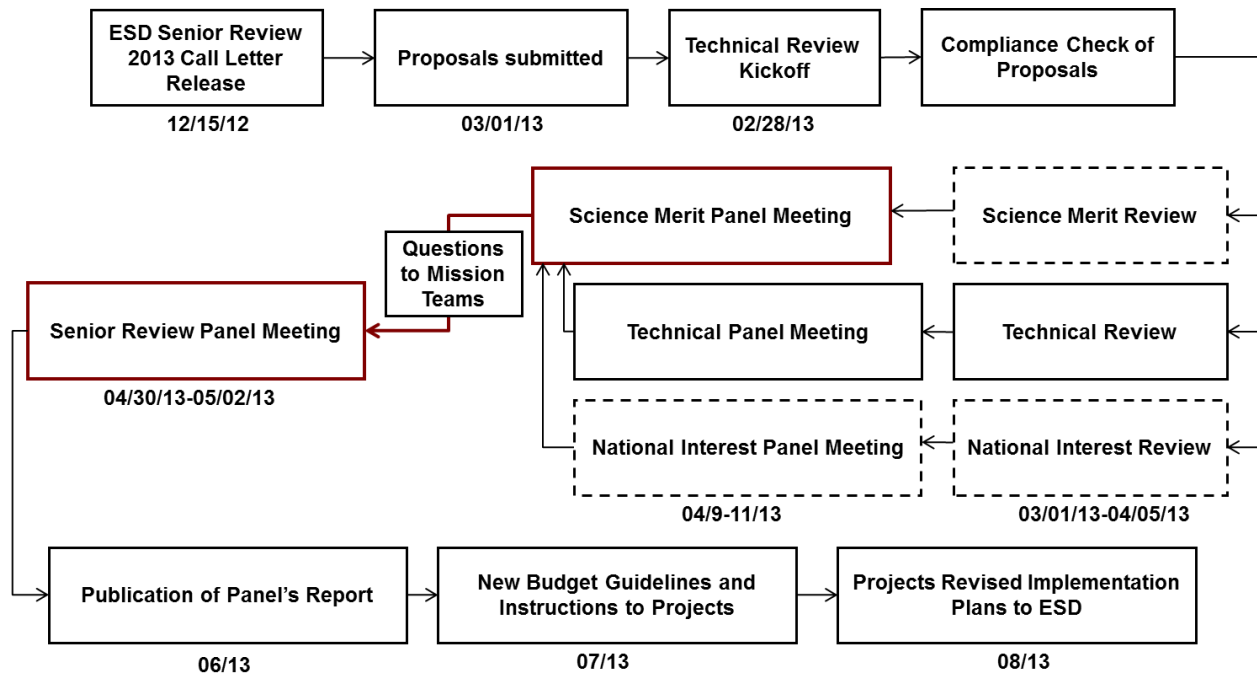 ESD Senior Review
2013 Call Letter
Release
12/15/12
Proposals submitted
03/01/13
Technical Review
Kickoff
02/28/13
Compliance Check of
Proposals
Science Merit Panel Meeting
Science Merit Review
Questions
to Mission
Teams
Senior Review Panel Meeting
04/30/13-05/02/13
Technical Panel Meeting
Technical Review
National Interest Panel Meeting
04/9-11/13
National Interest Review
03/01/13-04/05/13
Publication of Panel’s Report
06/13
New Budget Guidelines and
Instructions to Projects
07/13
Projects Revised Implementation
Plans to ESD
08/13